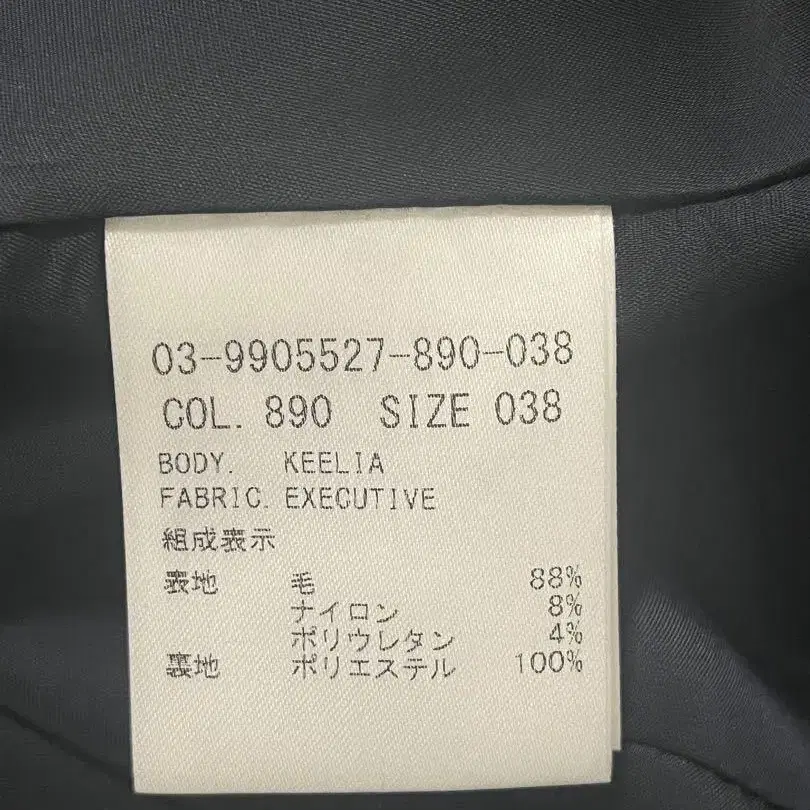 03-9905527-890-038
COL. 890 SIZE 038
BODY. KEELIA
FABRIC. EXECUTIVE
組成表示
表地 毛 88%
ナイロン 8%
ポリウレタン 4%
裏地 ポリエステル 100%